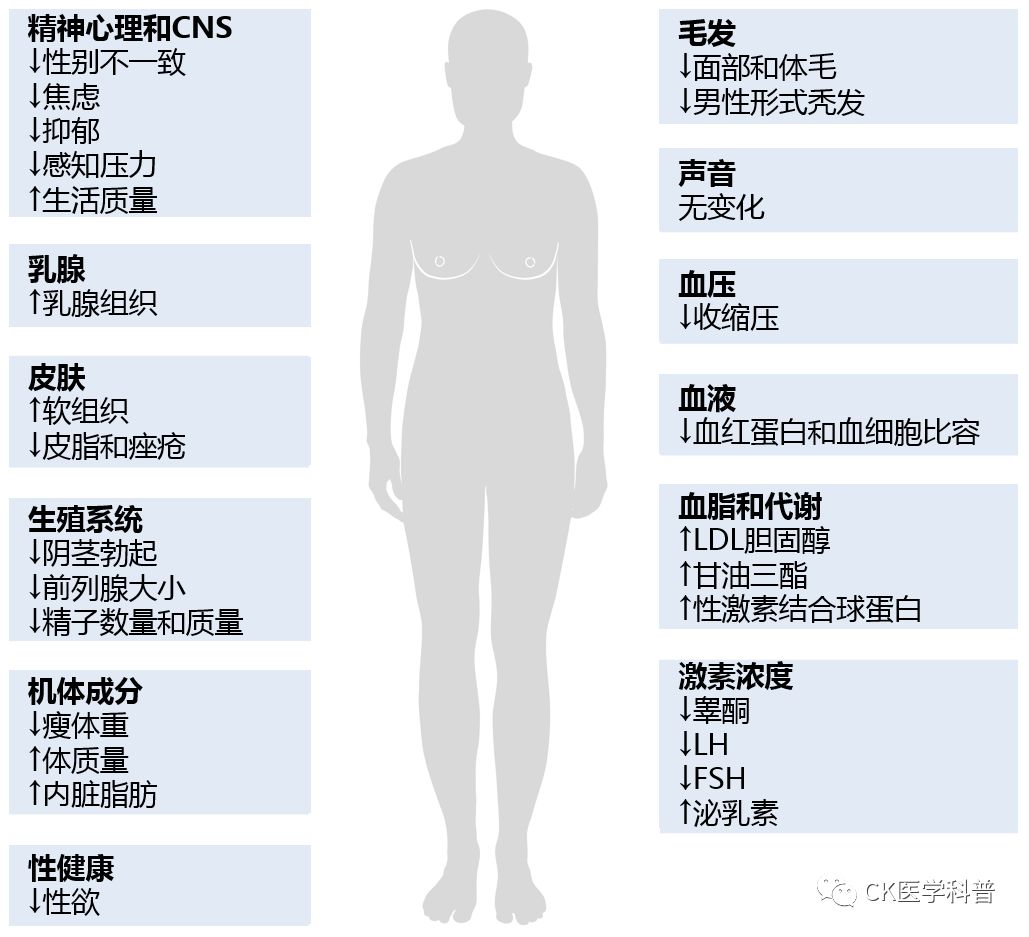 精神心理和CNS
↓性别不一致
↓焦虑
↓抑郁
↓感知压力
↑生活质量
乳腺
↑乳腺组织
皮肤
↑软组织
↓皮脂和痤疮
生殖系统
↓阴茎勃起
↓前列腺大小
↓精子数量和质量
机体成分
↓瘦体重
↑体质量
↑内脏脂肪
性健康
↓性欲
毛发
↓面部和体毛
↓男性形式秃发
声音
无变化
血压
↓收缩压
血液
↓血红蛋白和血细胞比容
血脂和代谢
↑LDL胆固醇
↑甘油三酯
↑性激素结合球蛋白
激素浓度
↓睾酮
↓LH
↓FSH
↑泌乳素
CK医学科普